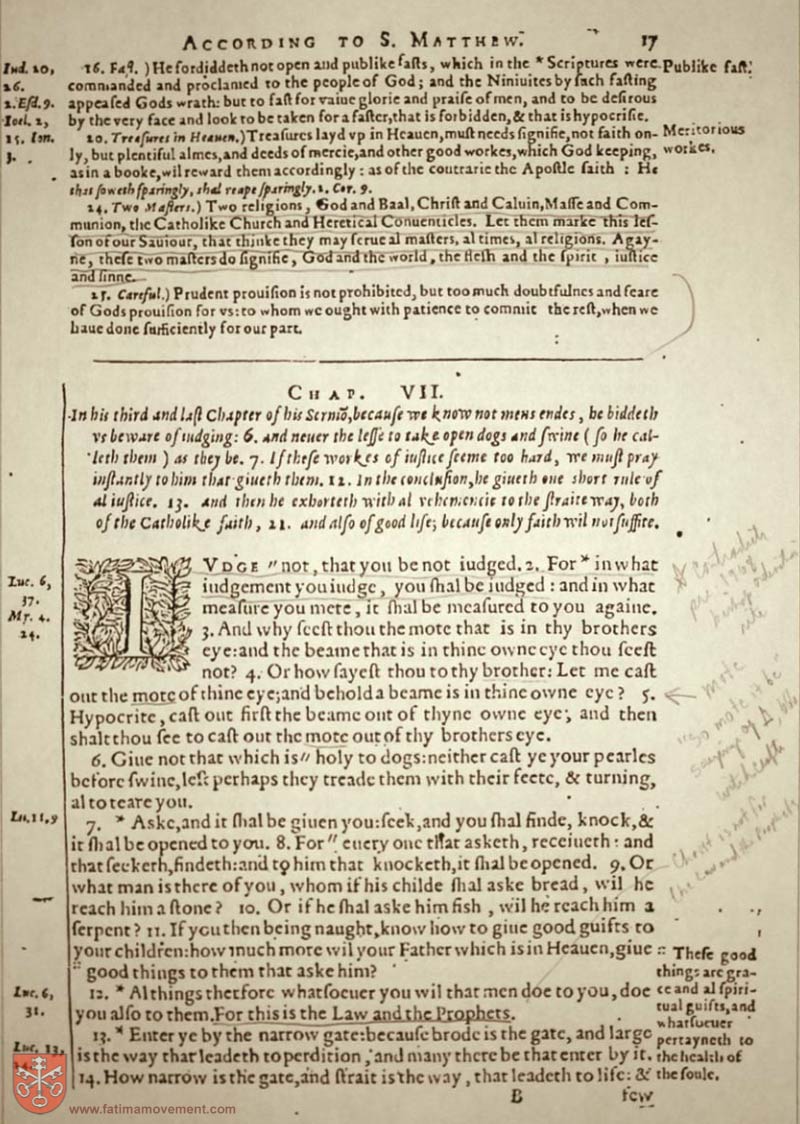 ACCORDING TO S. MATTHEW. 17
16. Faſt.) He fordiddeth not open and publike faſts, which in the * Scriptures were
commanded and proclamed to the people of God; and the Niniuites by ſuch faſting
appeaſed Gods wrath: but to faſt for vaine glorie and praiſe of men, and to be deſirous
by the very face and look to be taken for a faſter, that is forbidden, & that is hypocriſie.
20. Treaſures in Heauen.) Treaſures layd vp in Heauen, muſt needs ſignifie, not faith on-
ly, but plentiful almes, and deeds of mercie, and other good workes, which God keeping,
as in a booke, wil reward them accordingly: as of the contrarie the Apoſtle ſaith: He
that ſoweth ſparingly, ſhal reape ſparingly. 2. Cor. 9.
24. Two Maſters.) Two religions, God and Baal, Chriſt and Caluin, Maſſe and Com-
munion, the Catholike Church and Heretical Conuenticles. Let them marke this leſ-
ſon of our Sauiour, that thinke they may ſerue al maſters, al times, al religions. Agay-
ne, theſe two maſters do ſignifie, God and the world, the fleſh and the ſpirit, iuſtice
and ſinne.
25. Careful.) Prudent prouiſion is not prohibited, but too much doubtfulnes and feare
of Gods prouiſion for vs: to whom we ought with patience to commit the reſt, when we
haue done ſufficiently for our part.
Iud. 20,
26.
2. Eſd. 9.
Ioel. 2,
15. Ion.
3.
Publike faſt.
Meritorious
workes.
CHAP. VII.
In his third and laſt Chapter of his Sermō, becauſe we know not mens endes, he biddeth
vs beware of iudging: 6. and neuer the leſſe to take open dogs and ſwine (ſo he cal-
leth them) as they be. 7. If theſe workes of iuſtice ſeeme too hard, we muſt pray
inſtantly to him that giueth them. 12. In the concluſion, he giueth one ſhort rule of
al iuſtice. 13. and then he exhorteth with al vehemencie to the ſtraite way, both
of the Catholike faith, 21. and alſo of good life; becauſe only faith wil not ſuffice.
IVDGE " not, that you be not iudged. 2. For * in what
iudgement you iudge, you ſhal be iudged: and in what
meaſure you mete, it ſhal be meaſured to you againe.
3. And why ſeeſt thou the mote that is in thy brothers
eye: and the beame that is in thine owne eye thou ſeeſt
not? 4. Or how ſayeſt thou to thy brother: Let me caſt
out the mote of thine eye; and behold a beame is in thine owne eye? 5.
Hypocrite, caſt out firſt the beame out of thyne owne eye, and then
shalt thou ſee to caſt out the mote out of thy brothers eye.
6. Giue not that which is " holy to dogs: neither caſt ye your pearles
before ſwine, leſt perhaps they treade them with their feete, & turning,
al to teare you.
7. * Aske, and it ſhal be giuen you: ſeek, and you ſhal finde, knock, &
it ſhal be opened to you. 8. For " euery one that asketh, receiueth: and
that ſeeketh, findeth: and to him that knocketh, it ſhal be opened. 9. Or
what man is there of you, whom if his childe ſhal aske bread, wil he
reach him a ſtone? 10. Or if he ſhal aske him fish, wil he reach him a
ſerpent? 11. If you then being naught, know how to giue good guifts to
your children: how much more wil your Father which is in Heauen, giue
:: good things to them that aske him?
12. * Al things therfore whatſoeuer you wil that men doe to you, doe
you alſo to them. For this is the Law and the Prophets.
13. * Enter ye by the narrow gate: becauſe brode is the gate, and large
is the way that leadeth to perdition, and many there be that enter by it.
14. How narrow is the gate, and ſtrait is the way, that leadeth to life: &
B few
Luc. 6,
37.
Mr. 4.
24.
Lu. 11, 9
Luc. 6,
31.
Luc. 13,
mote
so mote it be
saying of
witchcraft
:: Theſe good
things are gra-
ce and al ſpiri-
tual guifts, and
whatſoeuer
pertayneth to
the health of
the ſoule.
www.fatimamovement.com